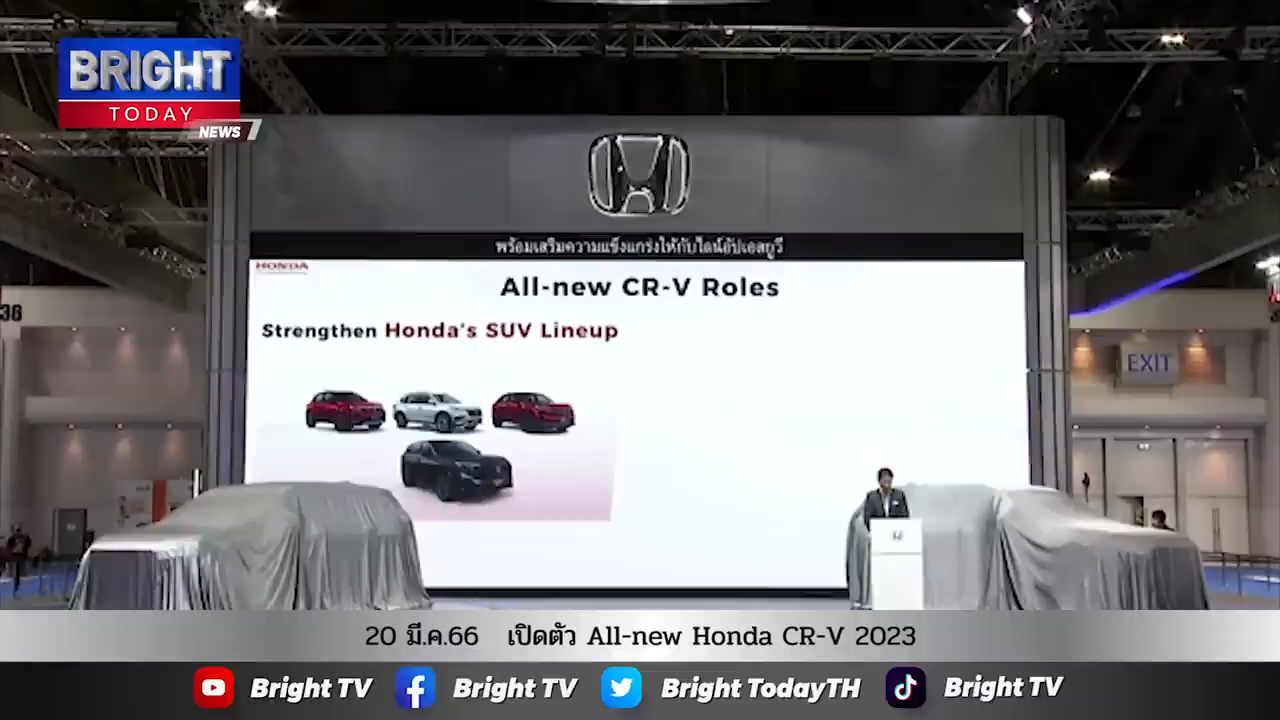 BRIGHT
TODAY
NEWS
พร้อมเสริมความแข็งแกร่งให้กับไลน์อัปเอสยูวี
HONDA
All-new CR-V Roles
Strengthen Honda's SUV Lineup
36
EXIT
20 มี.ค.66 เปิดตัว All-new Honda CR-V 2023
Bright TV
Bright TV
Bright TodayTH
Bright TV